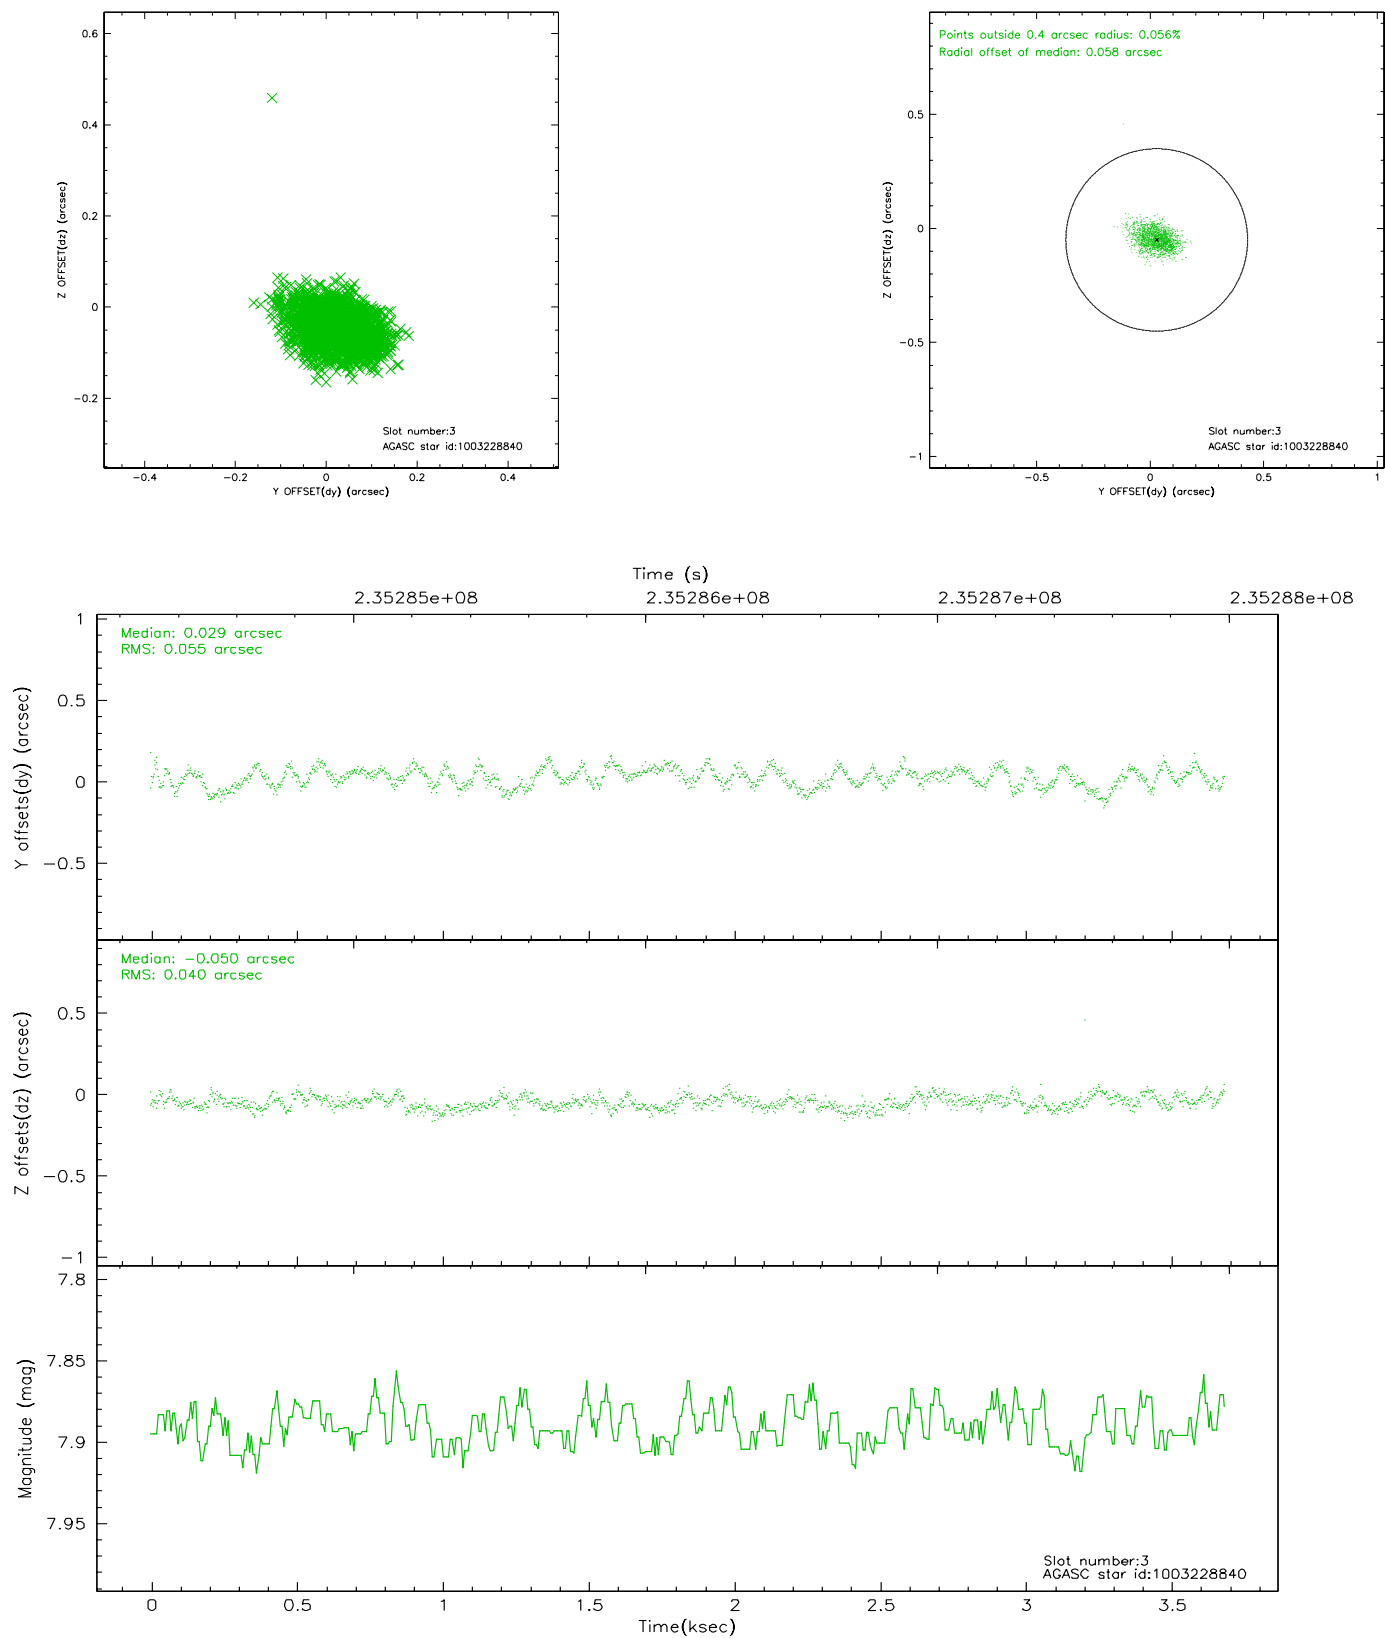 0.6
0.4
0.2
0
−0.2
Z OFFSET(dz) (arcsec)
Slot number:3
AGASC star id:1003228840
−0.4 −0.2 0 0.2 0.4
Y OFFSET(dy) (arcsec)
Points outside 0.4 arcsec radius: 0.056%
Radial offset of median: 0.058 arcsec
0.5
0
−0.5
−1
Z OFFSET(dz) (arcsec)
Slot number:3
AGASC star id:1003228840
−0.5 0 0.5 1
Y OFFSET(dy) (arcsec)
Time (s)
2.35285e+08 2.35286e+08 2.35287e+08 2.35288e+08
1
0.5
0
−0.5
Y offsets(dy) (arcsec)
Median: 0.029 arcsec
RMS: 0.055 arcsec
0.5
0
−0.5
−1
Z offsets(dz) (arcsec)
Median: −0.050 arcsec
RMS: 0.040 arcsec
7.8
7.85
7.9
7.95
Magnitude (mag)
Slot number:3
AGASC star id:1003228840
0 0.5 1 1.5 2 2.5 3 3.5
Time(ksec)